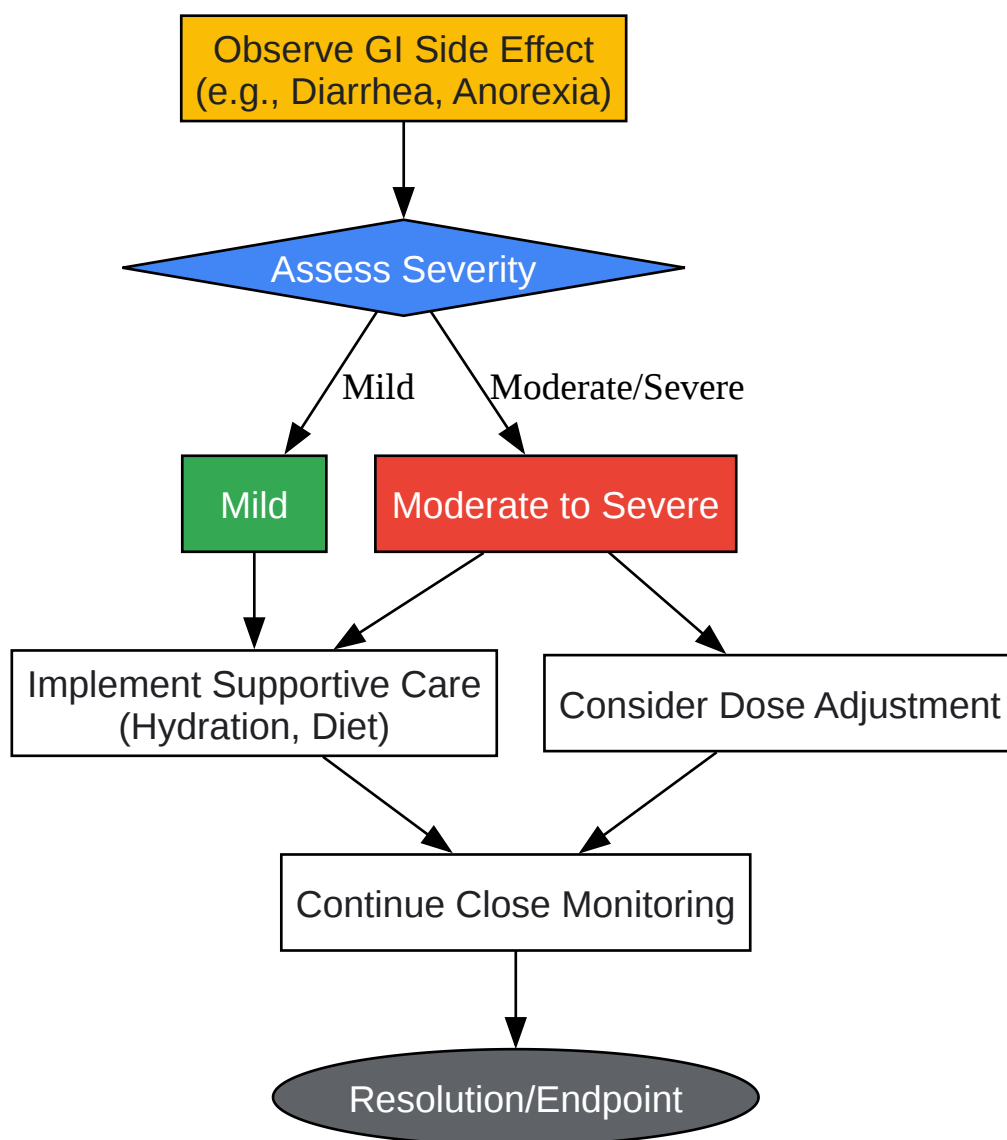 Observe GI Side Effect
(e.g., Diarrhea, Anorexia)
Assess Severity
Mild
Moderate/Severe
Mild
Moderate to Severe
Implement Supportive Care
(Hydration, Diet)
Consider Dose Adjustment
Continue Close Monitoring
Resolution/Endpoint